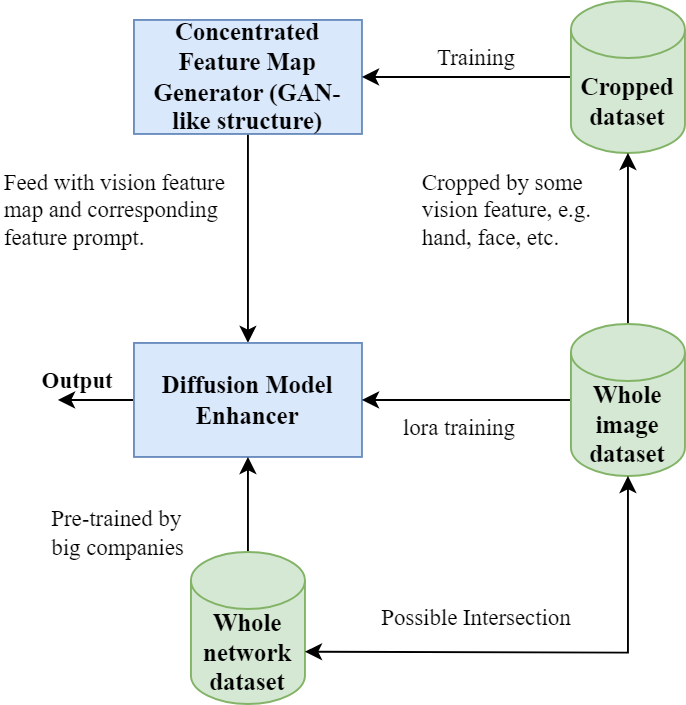 Concentrated
Feature Map
Generator (GAN-
like structure)
Training
Cropped
dataset
Feed with vision feature
map and corresponding
feature prompt.
Cropped by some
vision feature, e.g.
hand, face, etc.
Output
Diffusion Model
Enhancer
lora training
Whole
image
dataset
Pre-trained by
big companies
Whole
network
dataset
Possible Intersection